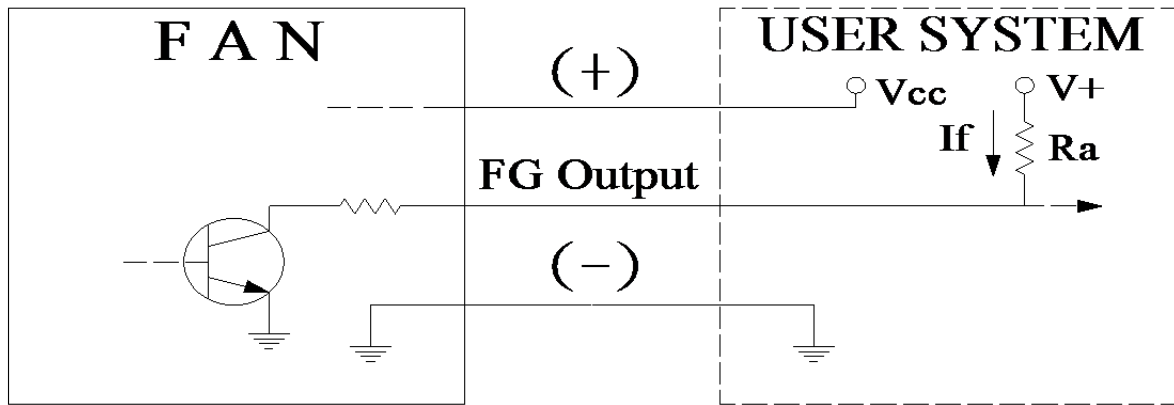 F A N
USER SYSTEM
(+)
Vcc
V+
If
Ra
FG Output
(−)